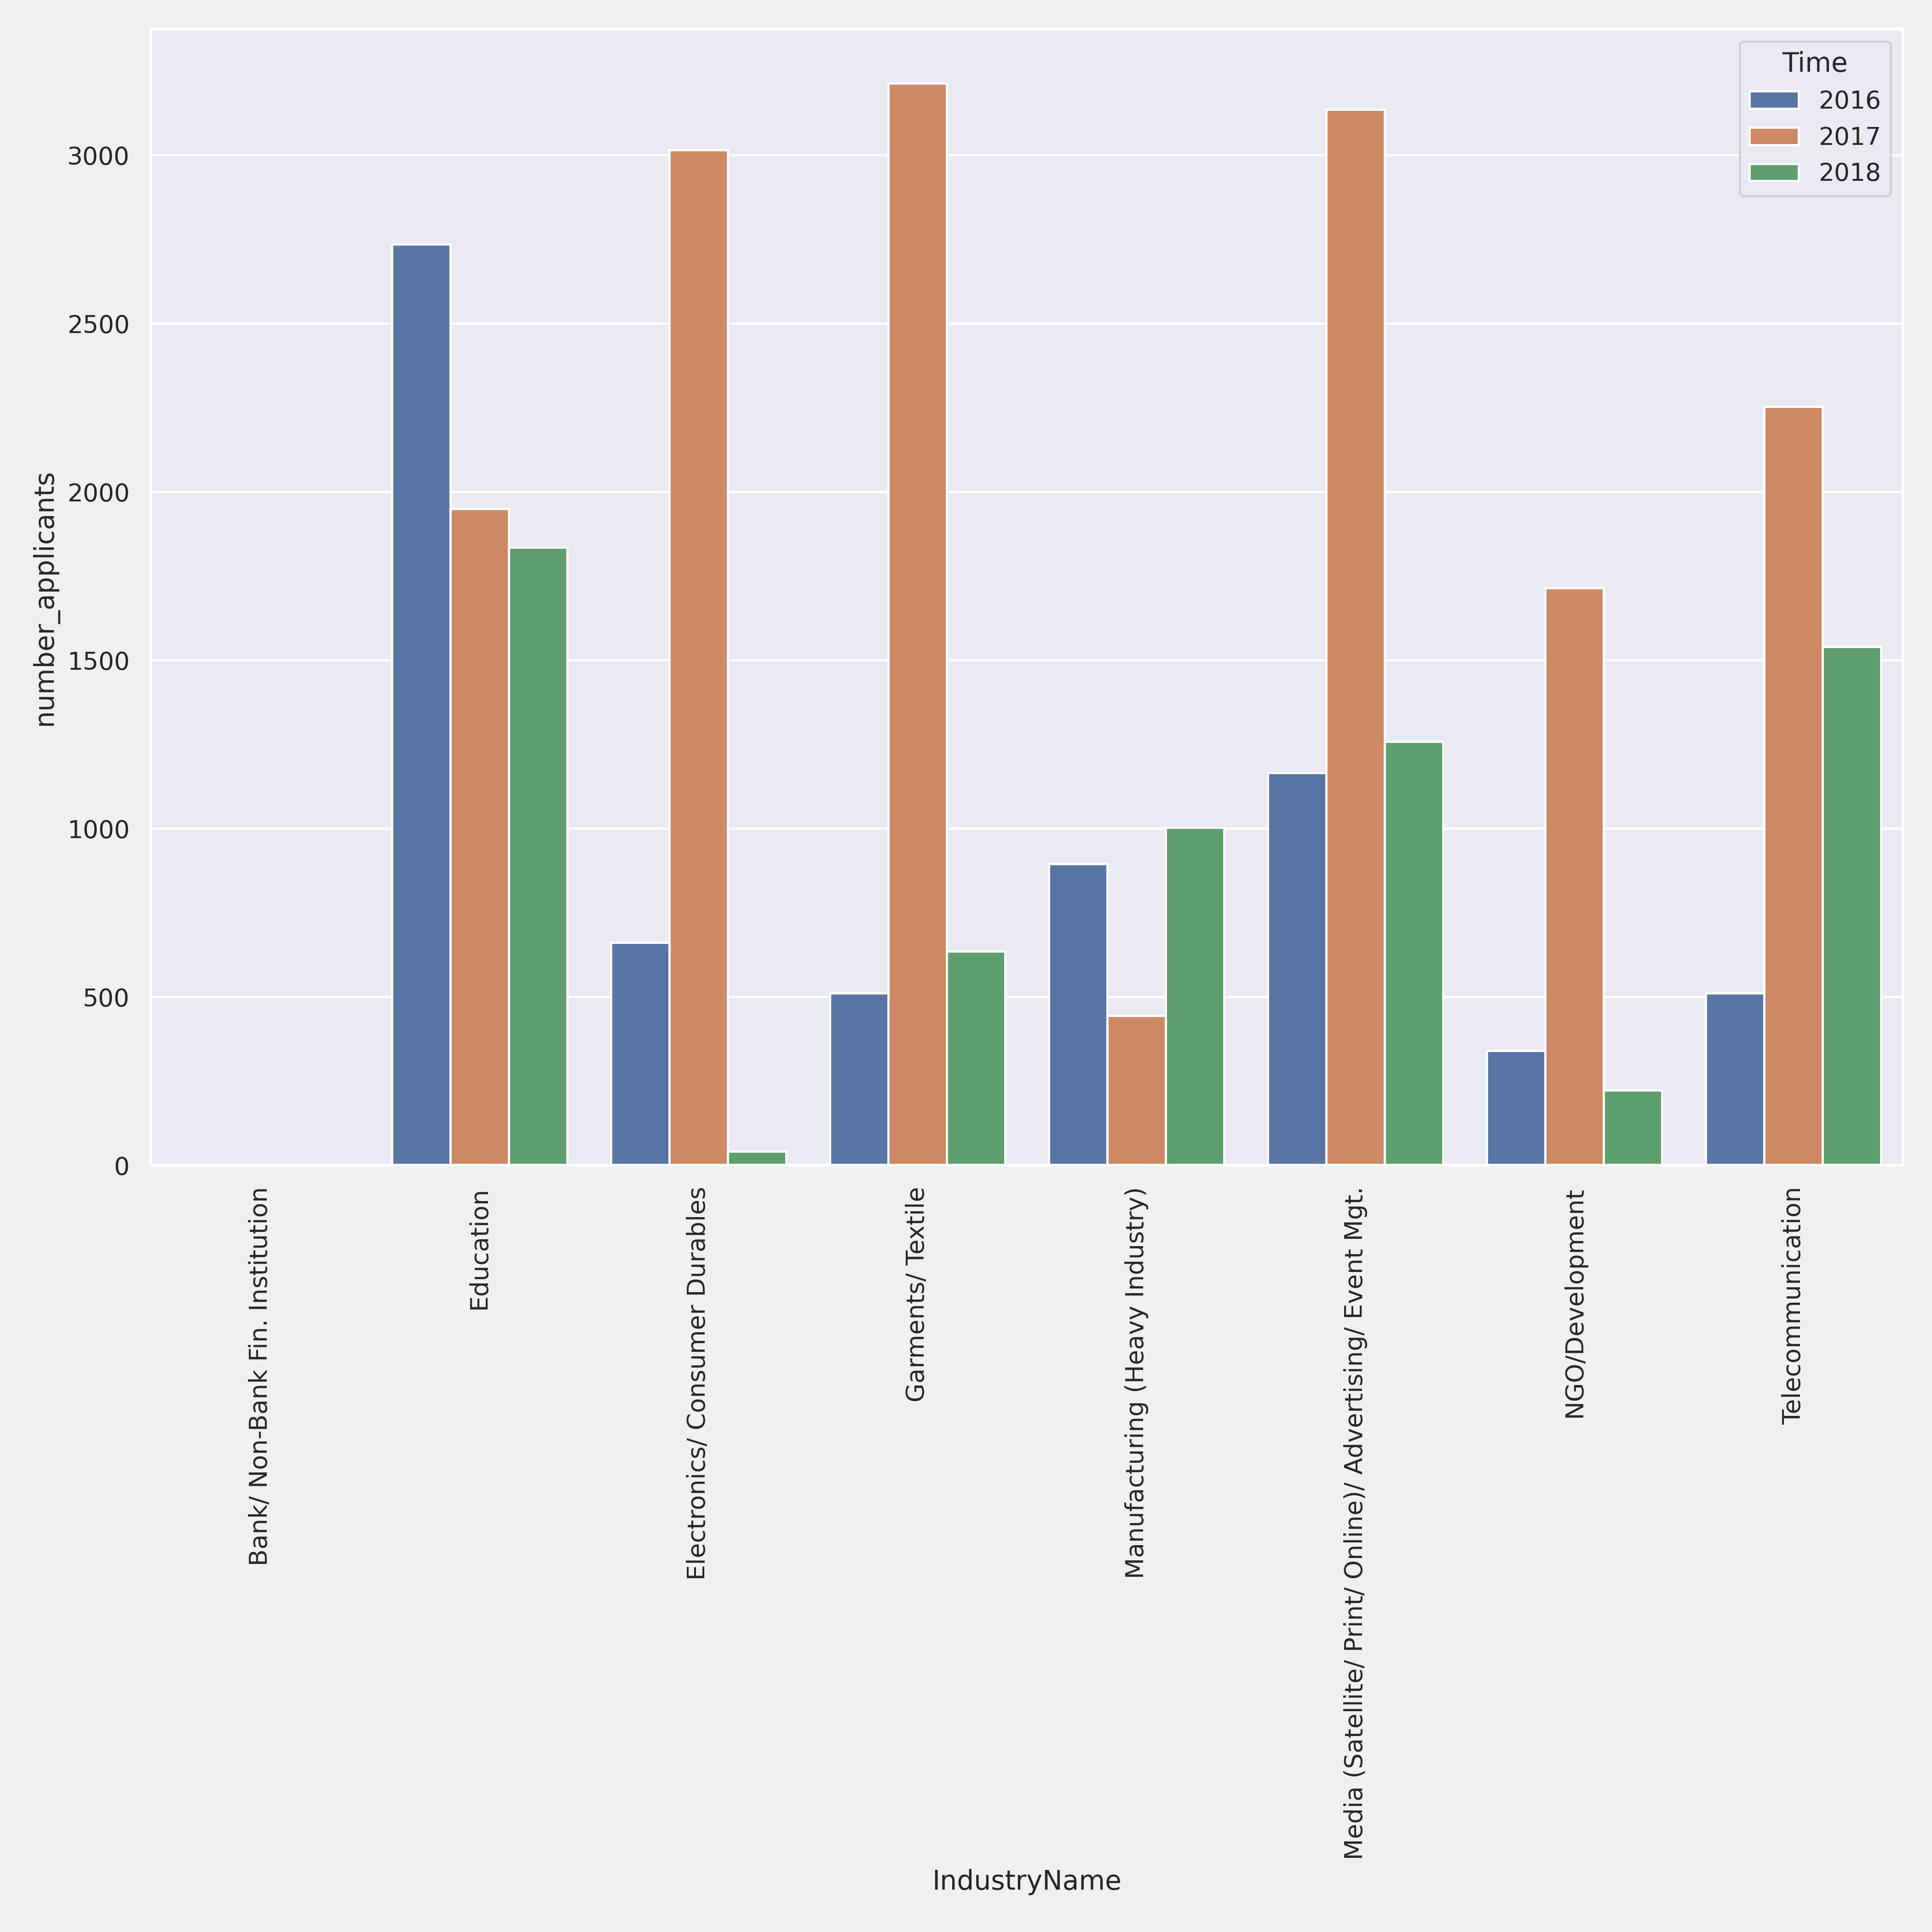 Time
2016
2017
2018
number_applicants
3000
2500
2000
1500
1000
500
0
Bank/ Non-Bank Fin. Institution
Education
Electronics/ Consumer Durables
Garments/ Textile
Manufacturing (Heavy Industry)
Media (Satellite/ Print/ Online)/ Advertising/ Event Mgt.
NGO/Development
Telecommunication
IndustryName